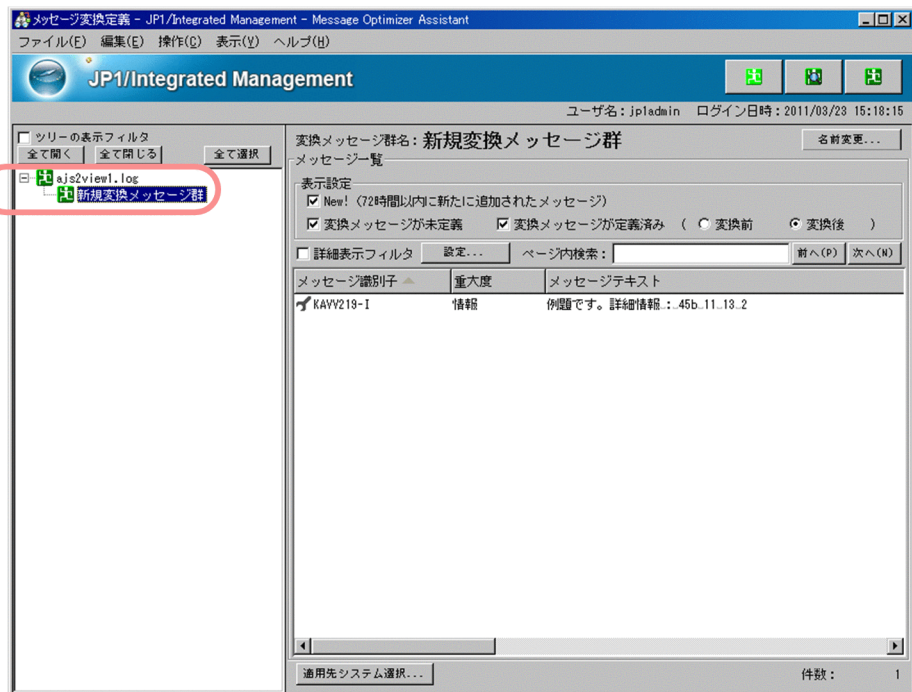 メッセージ変換定義 - JP1/Integrated Management - Message Optimizer Assistant
ファイル(F) 編集(E) 操作(C) 表示(V) ヘルプ(H)
JP1/Integrated Management
ユーザ名：jp1admin ログイン日時：2011/03/23 15:18:15
ツリーの表示フィルタ
全て開く 全て閉じる 全て選択
ajs2view1.log
新規変換メッセージ群
変換メッセージ群名：新規変換メッセージ群 名前変更...
メッセージ一覧
表示設定
New!（72時間以内に新たに追加されたメッセージ）
変換メッセージが未定義 変換メッセージが定義済み （ 変換前 変換後 ）
詳細表示フィルタ 設定... ページ内検索： 前へ(P) 次へ(N)
メッセージ識別子 重大度 メッセージテキスト
KAVV219-I 情報 例題です。詳細情報_:_45b_11_13_2
適用先システム選択... 件数： 1